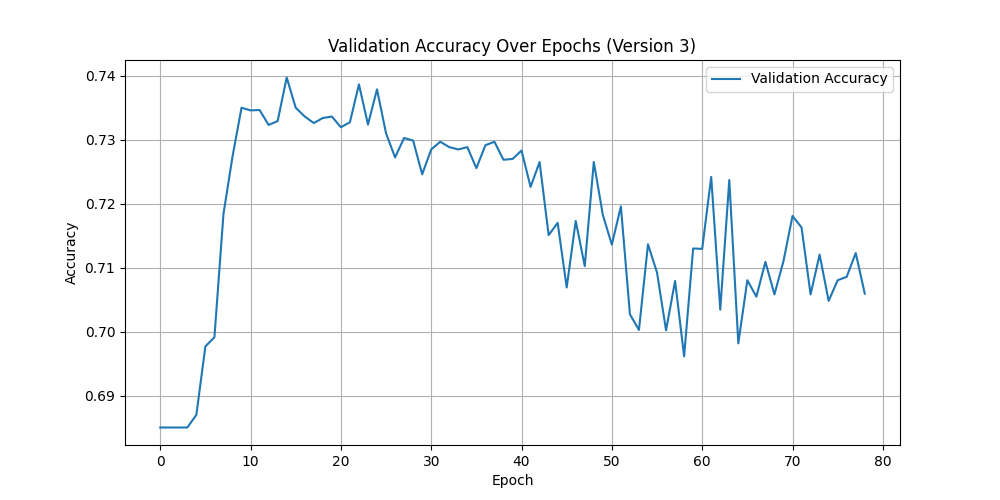 Validation Accuracy Over Epochs (Version 3)
Validation Accuracy
0.74
0.73
0.72
0.71
0.70
0.69
Accuracy
0 10 20 30 40 50 60 70 80
Epoch